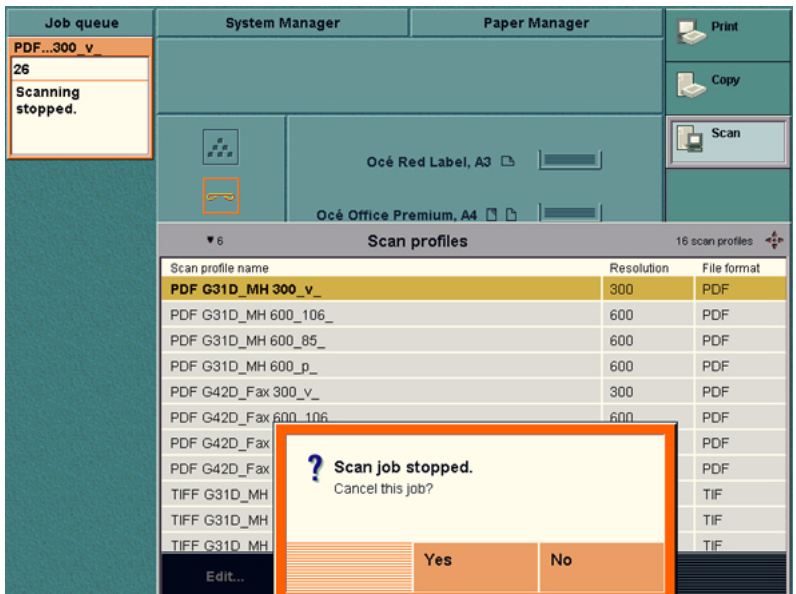 Job queue
System Manager
Paper Manager
Print
PDF...300_v_
26
Scanning
stopped.
Copy
Scan
Océ Red Label, A3
Océ Office Premium, A4
6
Scan profiles
16 scan profiles
Scan profile name Resolution File format
PDF G31D_MH 300_v_ 300 PDF
PDF G31D_MH 600_106_ 600 PDF
PDF G31D_MH 600_85_ 600 PDF
PDF G31D_MH 600_p_ 600 PDF
PDF G42D_Fax 300_v_ 300 PDF
PDF G42D_Fax 600_106 600 PDF
PDF G42D_Fax PDF
PDF G42D_Fax PDF
TIFF G31D_MH TIF
TIFF G31D_MH TIF
TIFF G31D_MH TIF
? Scan job stopped.
Cancel this job?
Yes No
Edit...